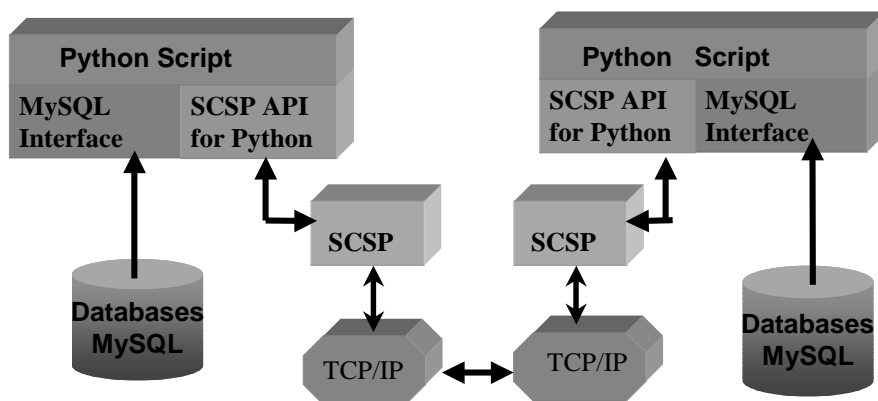 Python Script
MySQL
Interface
SCSP API
for Python
Python Script
SCSP API
for Python
MySQL
Interface
SCSP
SCSP
Databases
MySQL
TCP/IP
TCP/IP
Databases
MySQL